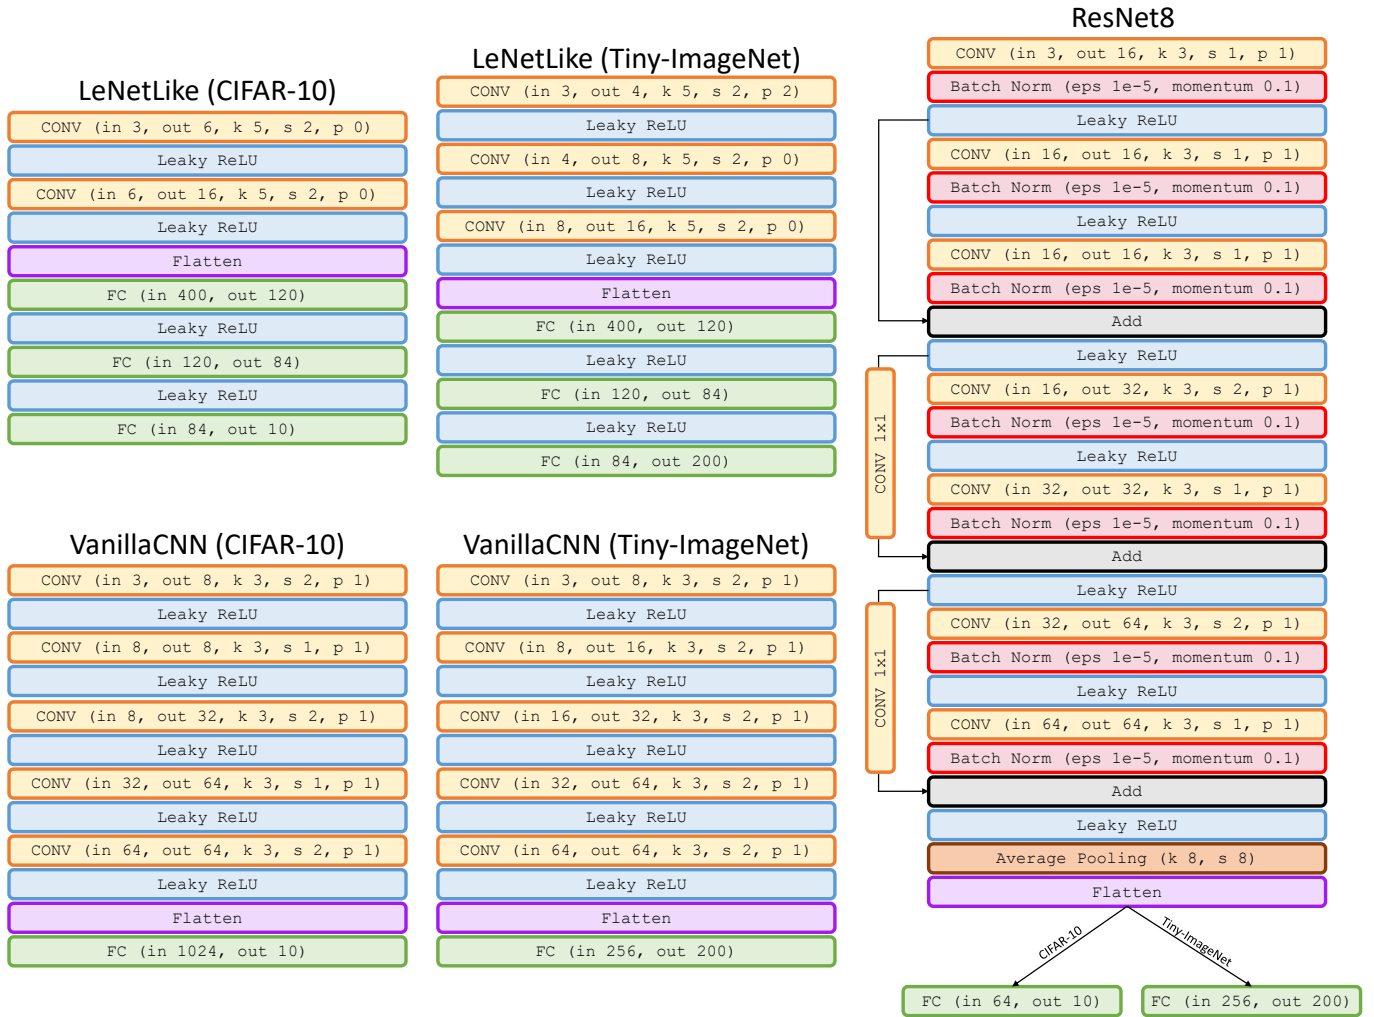 LeNetLike (CIFAR-10)
CONV (in 3, out 6, k 5, s 2, p 0)
Leaky ReLU
CONV (in 6, out 16, k 5, s 2, p 0)
Leaky ReLU
Flatten
FC (in 400, out 120)
Leaky ReLU
FC (in 120, out 84)
Leaky ReLU
FC (in 84, out 10)
LeNetLike (Tiny-ImageNet)
CONV (in 3, out 4, k 5, s 2, p 2)
Leaky ReLU
CONV (in 4, out 8, k 5, s 2, p 0)
Leaky ReLU
CONV (in 8, out 16, k 5, s 2, p 0)
Leaky ReLU
Flatten
FC (in 400, out 120)
Leaky ReLU
FC (in 120, out 84)
Leaky ReLU
FC (in 84, out 200)
VanillaCNN (CIFAR-10)
CONV (in 3, out 8, k 3, s 2, p 1)
Leaky ReLU
CONV (in 8, out 8, k 3, s 1, p 1)
Leaky ReLU
CONV (in 8, out 32, k 3, s 2, p 1)
Leaky ReLU
CONV (in 32, out 64, k 3, s 1, p 1)
Leaky ReLU
CONV (in 64, out 64, k 3, s 2, p 1)
Leaky ReLU
Flatten
FC (in 1024, out 10)
VanillaCNN (Tiny-ImageNet)
CONV (in 3, out 8, k 3, s 2, p 1)
Leaky ReLU
CONV (in 8, out 16, k 3, s 2, p 1)
Leaky ReLU
CONV (in 16, out 32, k 3, s 2, p 1)
Leaky ReLU
CONV (in 32, out 64, k 3, s 2, p 1)
Leaky ReLU
CONV (in 64, out 64, k 3, s 2, p 1)
Leaky ReLU
Flatten
FC (in 256, out 200)
ResNet8
CONV (in 3, out 16, k 3, s 1, p 1)
Batch Norm (eps 1e-5, momentum 0.1)
Leaky ReLU
CONV (in 16, out 16, k 3, s 1, p 1)
Batch Norm (eps 1e-5, momentum 0.1)
Leaky ReLU
CONV (in 16, out 16, k 3, s 1, p 1)
Batch Norm (eps 1e-5, momentum 0.1)
Add
Leaky ReLU
CONV 1x1
CONV (in 16, out 32, k 3, s 2, p 1)
Batch Norm (eps 1e-5, momentum 0.1)
Leaky ReLU
CONV (in 32, out 32, k 3, s 1, p 1)
Batch Norm (eps 1e-5, momentum 0.1)
Add
Leaky ReLU
CONV 1x1
CONV (in 32, out 64, k 3, s 2, p 1)
Batch Norm (eps 1e-5, momentum 0.1)
Leaky ReLU
CONV (in 64, out 64, k 3, s 1, p 1)
Batch Norm (eps 1e-5, momentum 0.1)
Add
Leaky ReLU
Average Pooling (k 8, s 8)
Flatten
CIFAR-10
Tiny-ImageNet
FC (in 64, out 10)
FC (in 256, out 200)